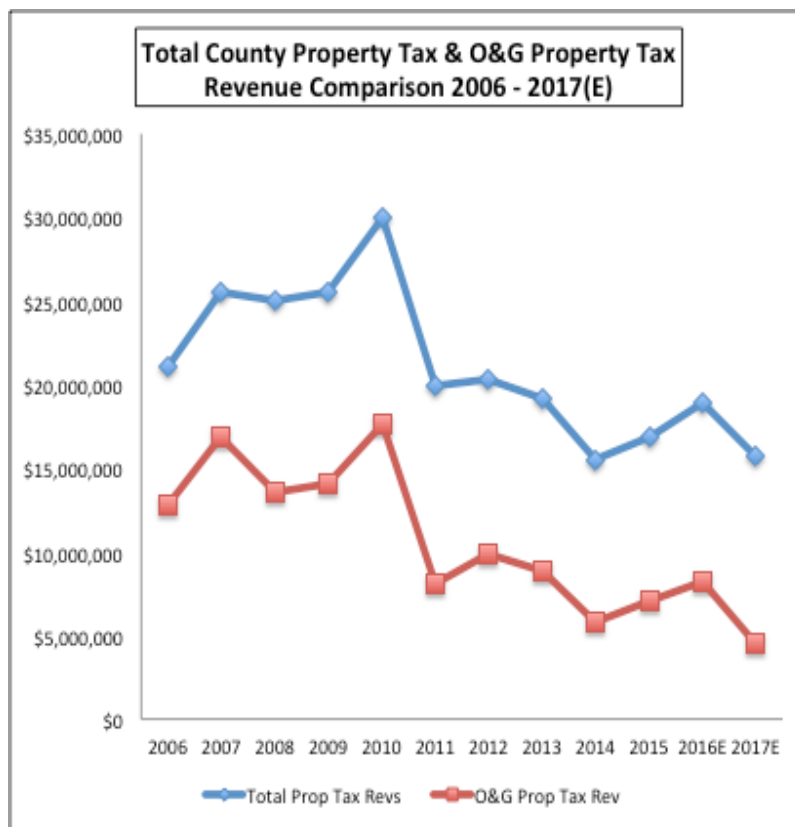 Total County Property Tax & O&G Property Tax
Revenue Comparison 2006 - 2017(E)
$35,000,000
$30,000,000
$25,000,000
$20,000,000
$15,000,000
$10,000,000
$5,000,000
$0
2006 2007 2008 2009 2010 2011 2012 2013 2014 2015 2016E 2017E
Total Prop Tax Revs O&G Prop Tax Rev